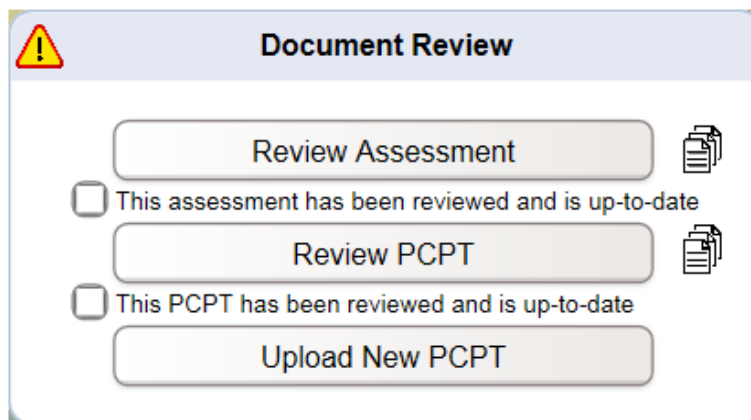 Document Review
Review Assessment
This assessment has been reviewed and is up-to-date
Review PCPT
This PCPT has been reviewed and is up-to-date
Upload New PCPT